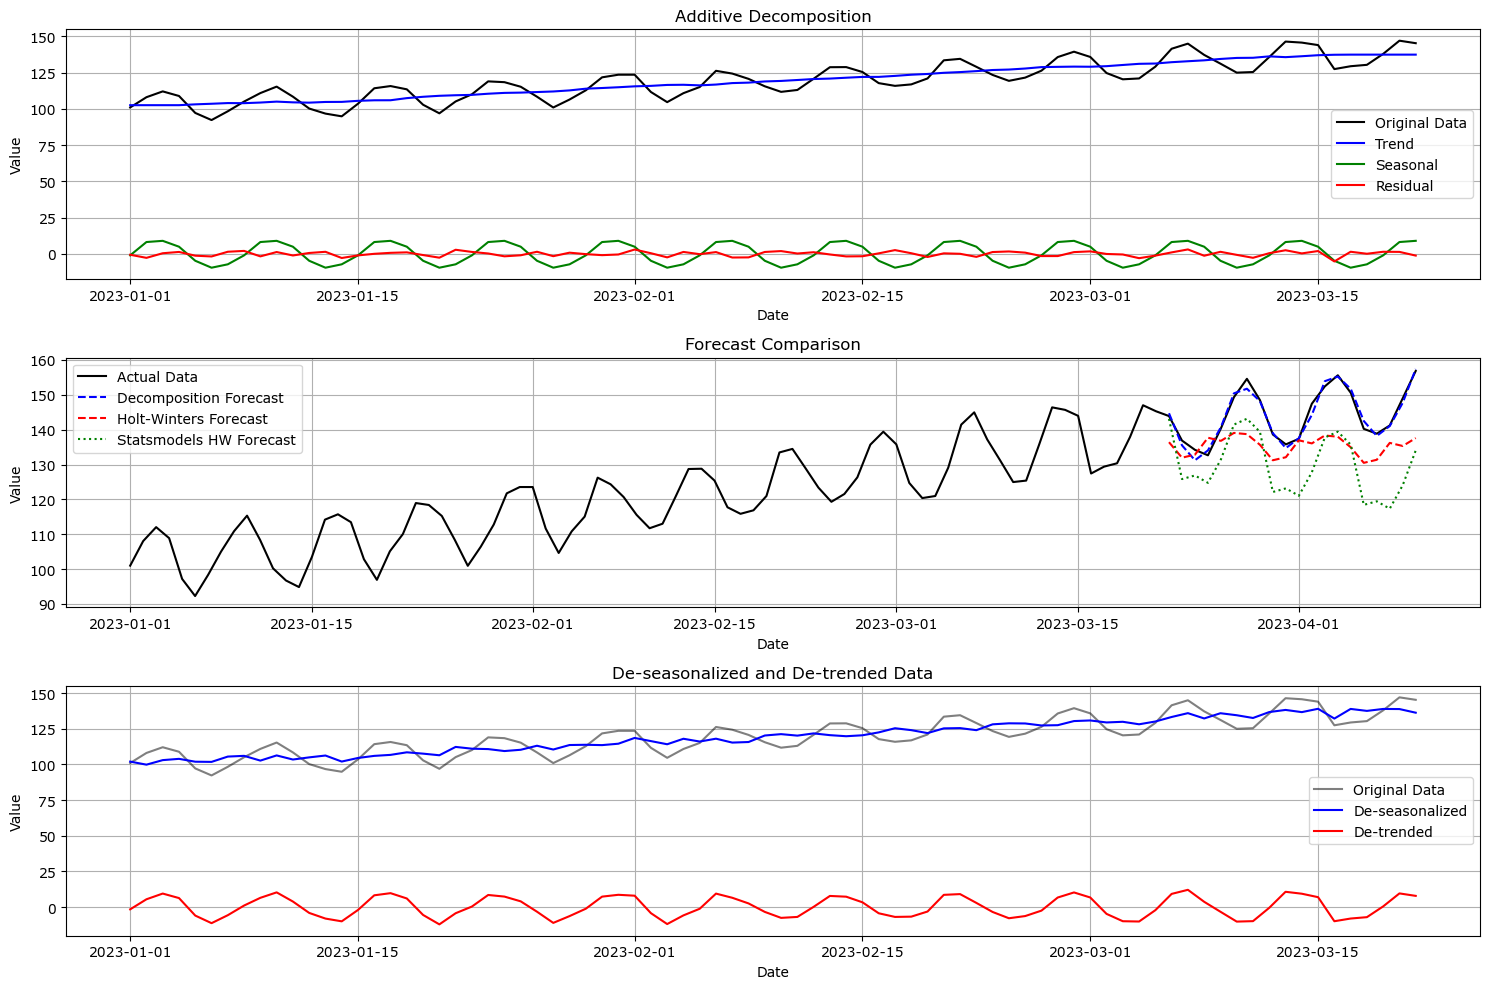 Additive Decomposition
150
125
100
75
50
25
0
Value
Original Data
Trend
Seasonal
Residual
2023-01-01 2023-01-15 2023-02-01 2023-02-15 2023-03-01 2023-03-15
Date
Forecast Comparison
160
150
140
130
120
110
100
90
Value
Actual Data
Decomposition Forecast
Holt-Winters Forecast
Statsmodels HW Forecast
2023-01-01 2023-01-15 2023-02-01 2023-02-15 2023-03-01 2023-03-15 2023-04-01
Date
De-seasonalized and De-trended Data
150
125
100
75
50
25
0
Value
Original Data
De-seasonalized
De-trended
2023-01-01 2023-01-15 2023-02-01 2023-02-15 2023-03-01 2023-03-15
Date